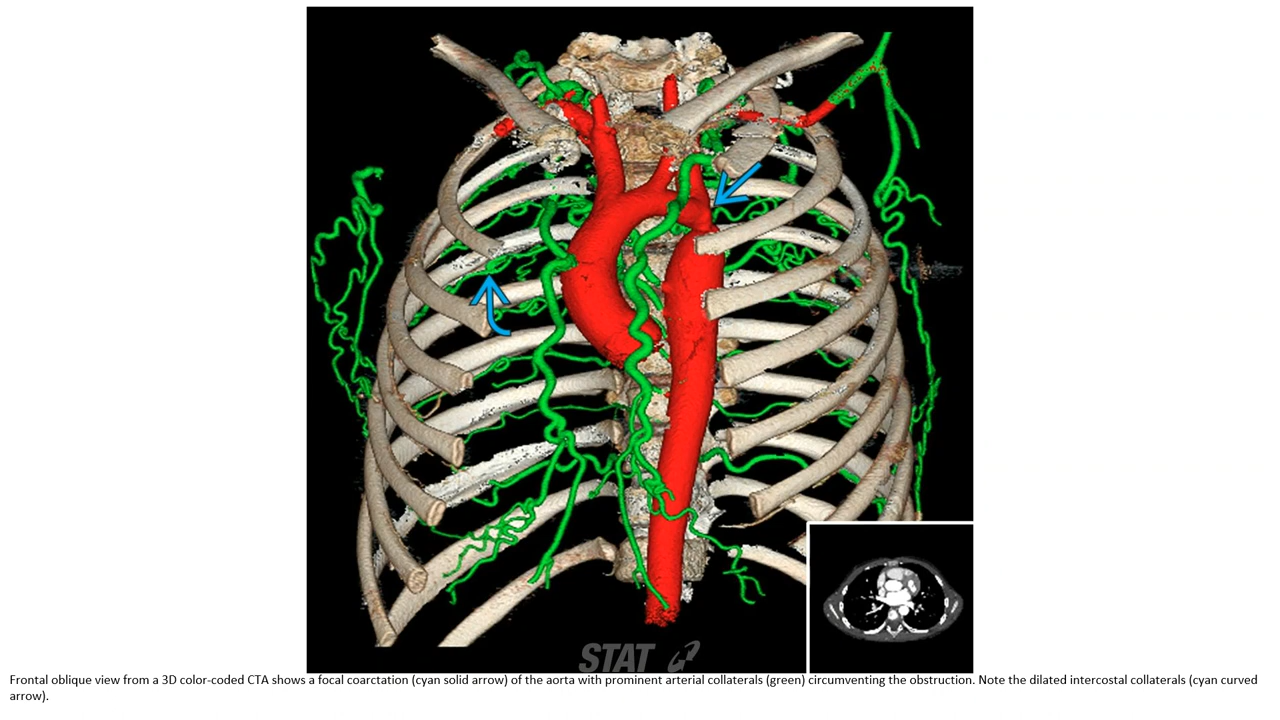 STAT
Frontal oblique view from a 3D color-coded CTA shows a focal coarctation (cyan solid arrow) of the aorta with prominent arterial collaterals (green) circumventing the obstruction. Note the dilated intercostal collaterals (cyan curved
arrow).